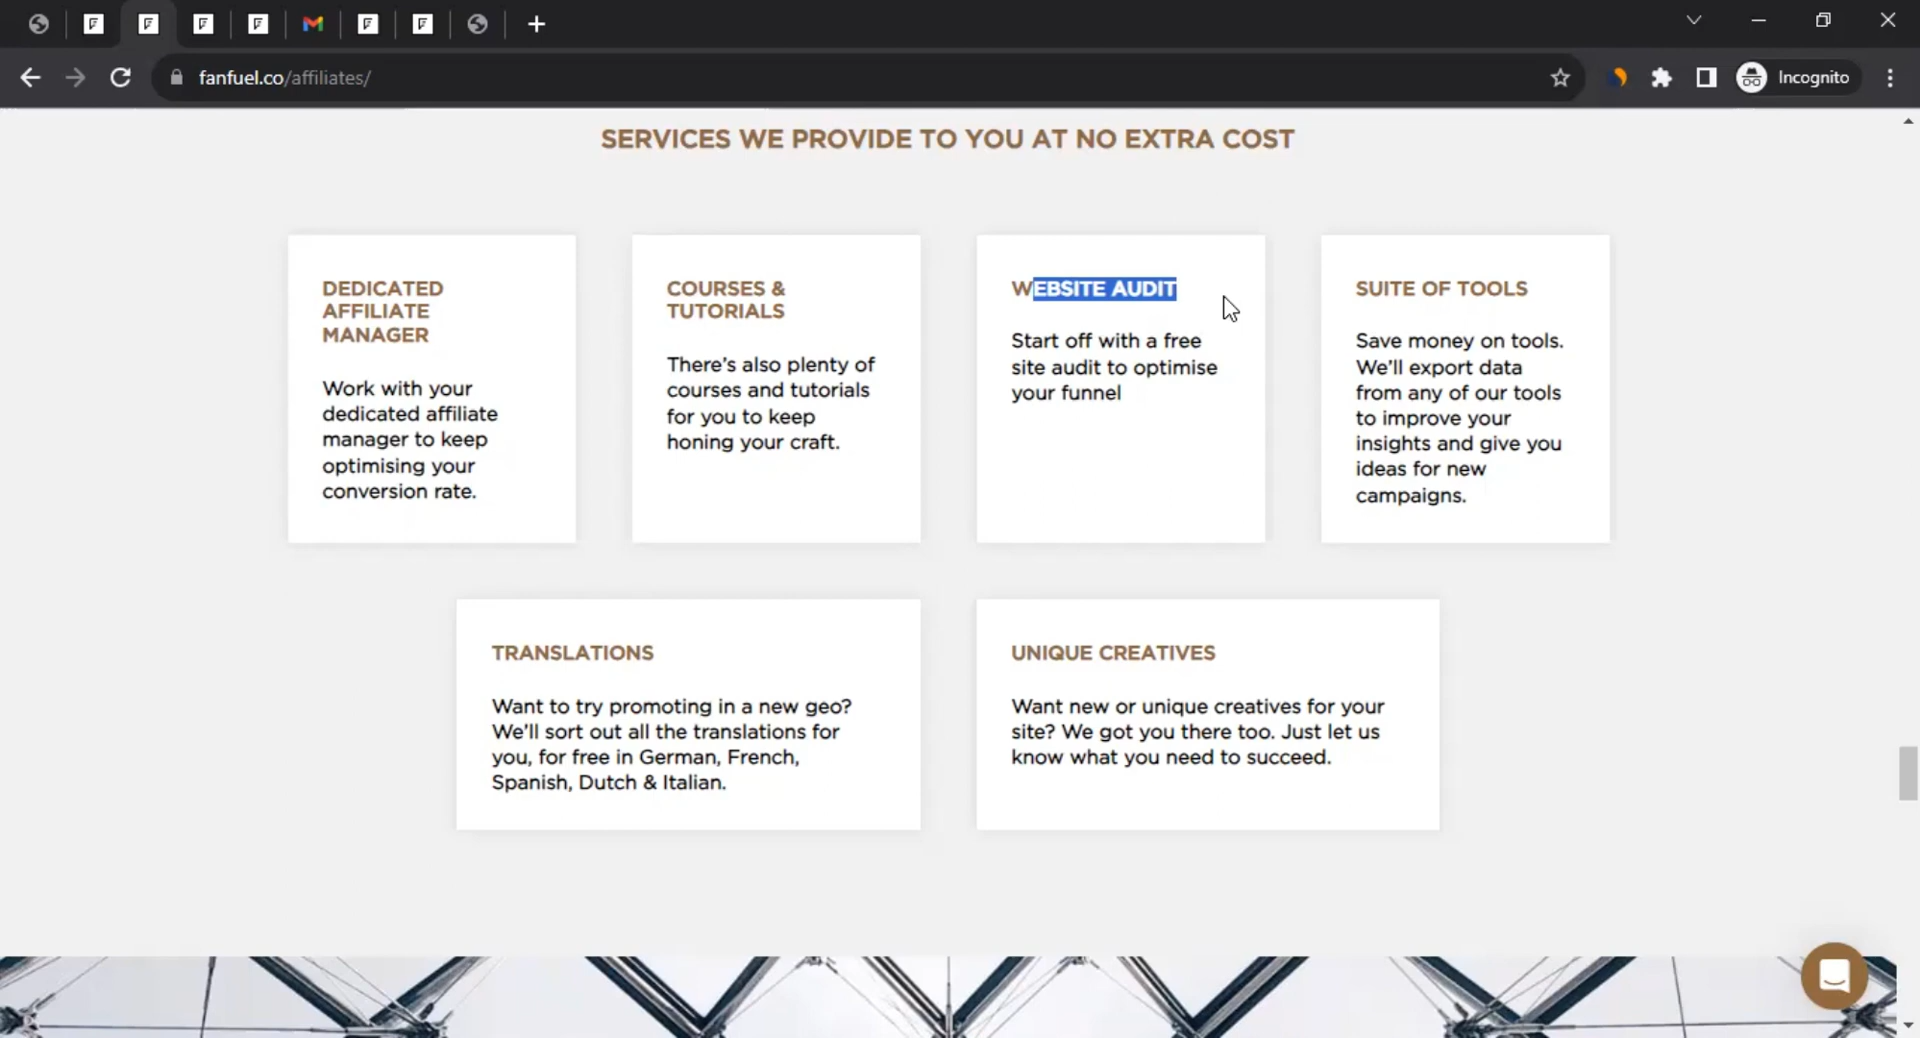 fanfuel.co/affiliates/
Incognito
SERVICES WE PROVIDE TO YOU AT NO EXTRA COST
DEDICATED
AFFILIATE
MANAGER
Work with your
dedicated affiliate
manager to keep
optimising your
conversion rate.
COURSES &
TUTORIALS
There's also plenty of
courses and tutorials
for you to keep
honing your craft.
WEBSITE AUDIT
Start off with a free
site audit to optimise
your funnel
SUITE OF TOOLS
Save money on tools.
We'll export data
from any of our tools
to improve your
insights and give you
ideas for new
campaigns.
TRANSLATIONS
Want to try promoting in a new geo?
We'll sort out all the translations for
you, for free in German, French,
Spanish, Dutch & Italian.
UNIQUE CREATIVES
Want new or unique creatives for your
site? We got you there too. Just let us
know what you need to succeed.